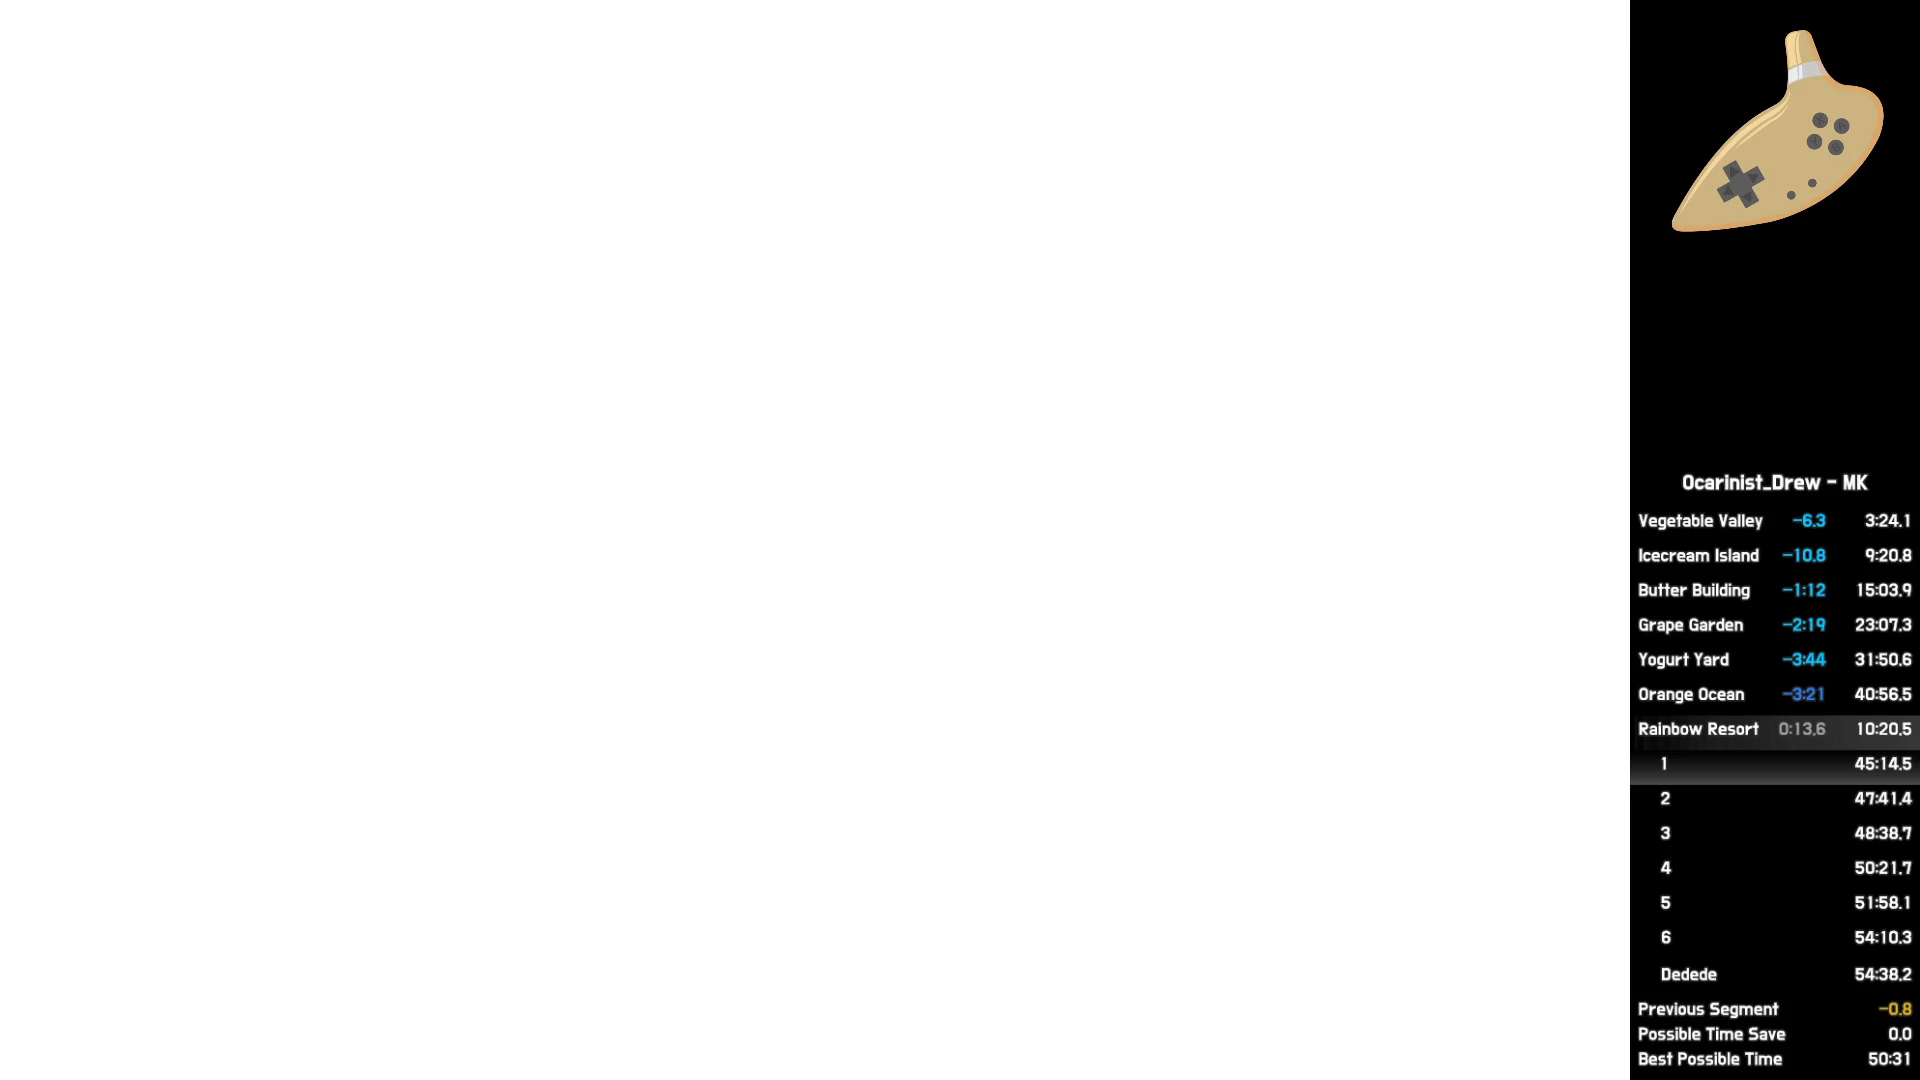 Ocarinist_Drew - MK
Vegetable Valley -6.3 3:24.1
Icecream Island -10.8 9:20.8
Butter Building -1:12 15:03.9
Grape Garden -2:19 23:07.3
Yogurt Yard -3:44 31:50.6
Orange Ocean -3:21 40:56.5
Rainbow Resort 0:13.6 10:20.5
1 45:14.5
2 47:41.4
3 48:38.7
4 50:21.7
5 51:58.1
6 54:10.3
Dedede 54:38.2
Previous Segment -0.8
Possible Time Save 0.0
Best Possible Time 50:31